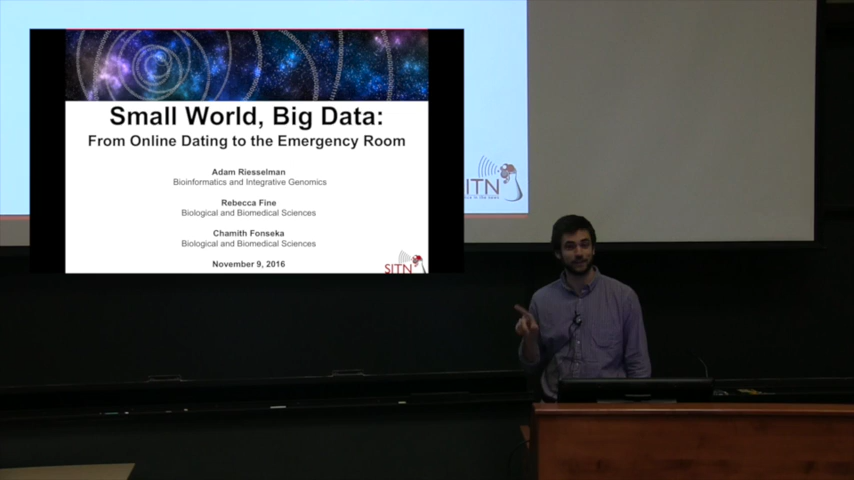 Small World, Big Data:
From Online Dating to the Emergency Room
Adam Riesselman
Bioinformatics and Integrative Genomics
Rebecca Fine
Biological and Biomedical Sciences
Chamith Fonseka
Biological and Biomedical Sciences
November 9, 2016
SITN
ITN